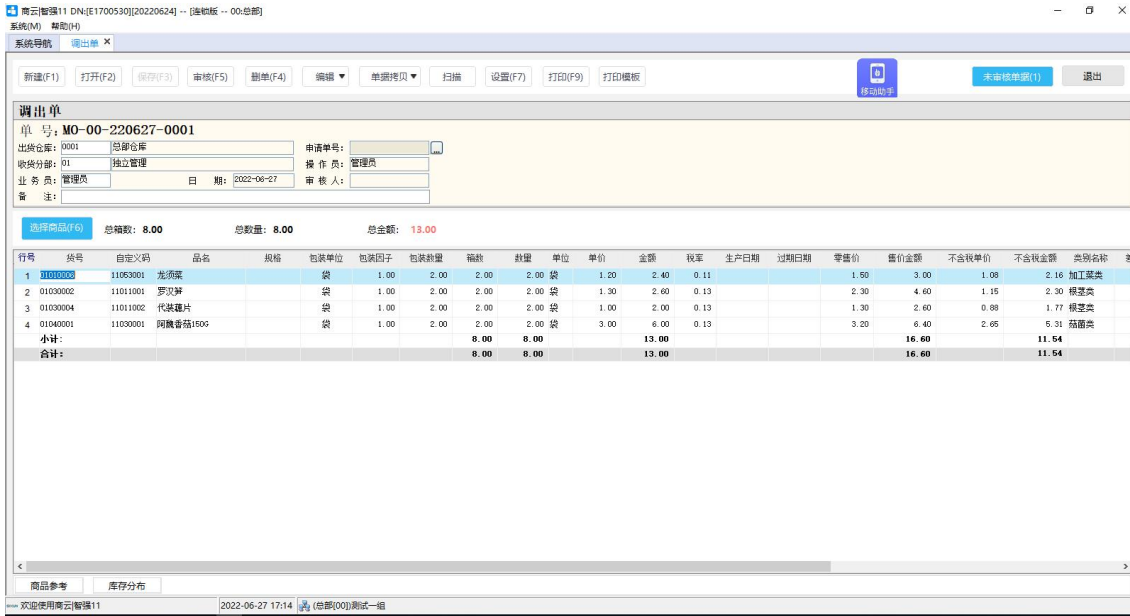 商云|智强11 DN:[E1700530][20220624] -- [连锁版 -- 00:总部]
系统(M) 帮助(H)
系统导航 调出单
新建(F1) 打开(F2) 保存(F3) 审核(F5) 删单(F4) 编辑 单据拷贝 扫描 设置(F7) 打印(F9) 打印模板 移动助手 未审核单据(1) 退出
调出单
单 号: MO-00-220627-0001
出货仓库: 0001 总部仓库 申请单号: ...
收货分部: 01 独立管理 操 作 员: 管理员
业 务 员: 管理员 日 期: 2022-06-27 审 核 人:
备 注:
选择商品(F6) 总箱数: 8.00 总数量: 8.00 总金额: 13.00
行号 货号 自定义码 品名 规格 包装单位 包装因子 包装数量 箱数 数量 单位 单价 金额 税率 生产日期 过期日期 零售价 售价金额 不含税单价 不含税金额 类别名称
1 01010006 11053001 龙须菜 袋 1.00 2.00 2.00 2.00 袋 1.20 2.40 0.11 1.50 3.00 1.08 2.16 加工菜类
2 01030002 11011001 罗汉笋 袋 1.00 2.00 2.00 2.00 袋 1.30 2.60 0.13 2.30 4.60 1.15 2.30 根茎类
3 01030004 11011002 代装藕片 袋 1.00 2.00 2.00 2.00 袋 1.00 2.00 0.13 1.30 2.60 0.88 1.77 根茎类
4 01040001 11030001 阿魏香菇150G 袋 1.00 2.00 2.00 2.00 袋 3.00 6.00 0.13 3.20 6.40 2.65 5.31 菇菌类
小计: 8.00 8.00 13.00 16.60 11.54
合计: 8.00 8.00 13.00 16.60 11.54
商品参考 库存分布
欢迎使用商云|智强11 2022-06-27 17:14 (总部[00])测试一组